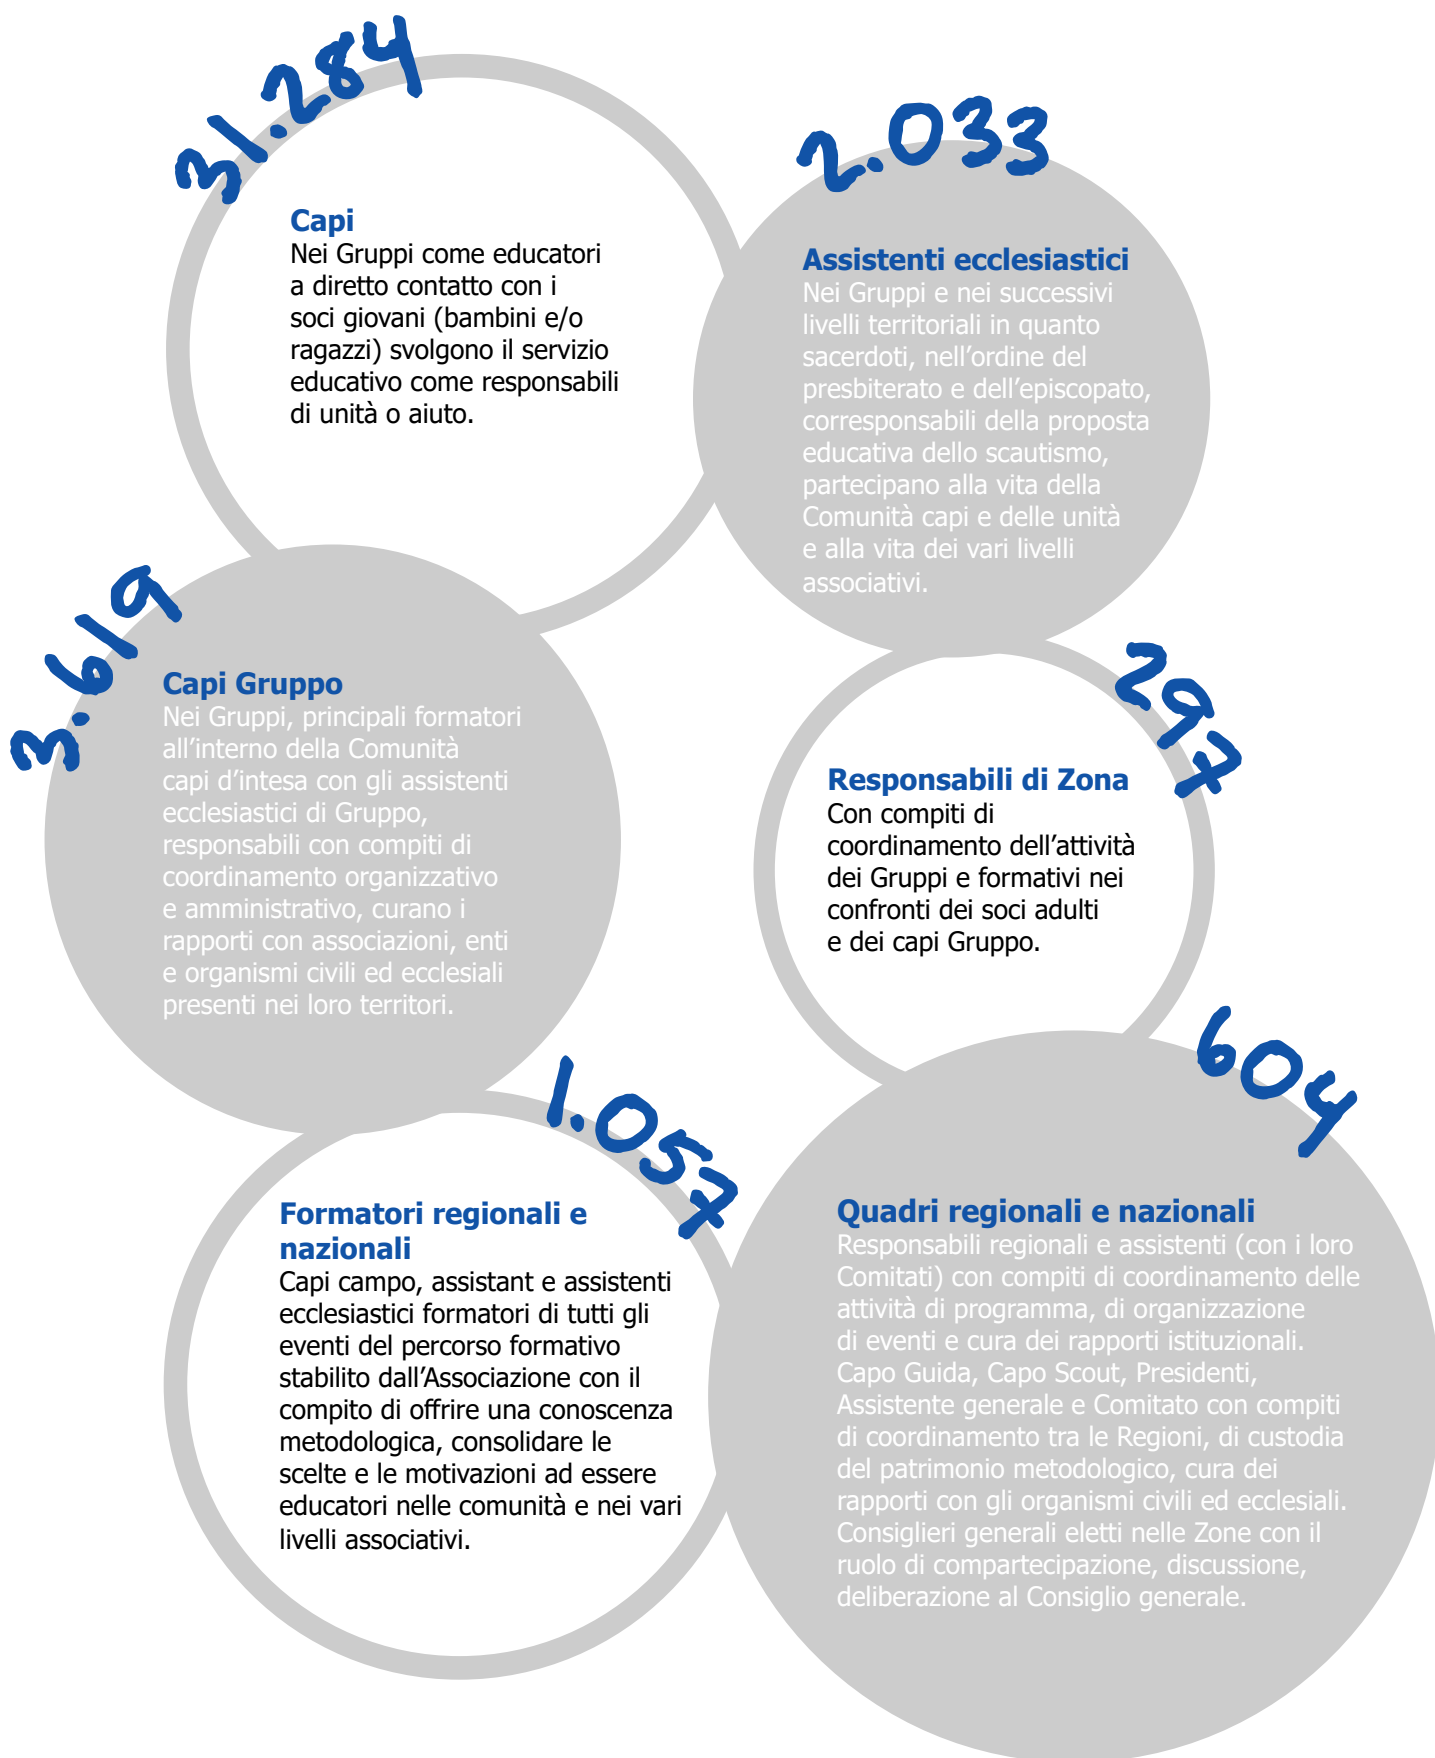 31.284
Capi
Nei Gruppi come educatori
a diretto contatto con i
soci giovani (bambini e/o
ragazzi) svolgono il servizio
educativo come responsabili
di unità o aiuto.
2.033
Assistenti ecclesiastici
Nei Gruppi e nei successivi
livelli territoriali in quanto
sacerdoti, nell’ordine del
presbiterato e dell’episcopato,
corresponsabili della proposta
educativa dello scautismo,
partecipano alla vita della
Comunità capi e delle unità
e alla vita dei vari livelli
associativi.
3.619
Capi Gruppo
Nei Gruppi, principali formatori
all’interno della Comunità
capi d’intesa con gli assistenti
ecclesiastici di Gruppo,
responsabili con compiti di
coordinamento organizzativo
e amministrativo, curano i
rapporti con associazioni, enti
e organismi civili ed ecclesiali
presenti nei loro territori.
297
Responsabili di Zona
Con compiti di
coordinamento dell’attività
dei Gruppi e formativi nei
confronti dei soci adulti
e dei capi Gruppo.
1.057
Formatori regionali e
nazionali
Capi campo, assistant e assistenti
ecclesiastici formatori di tutti gli
eventi del percorso formativo
stabilito dall’Associazione con il
compito di offrire una conoscenza
metodologica, consolidare le
scelte e le motivazioni ad essere
educatori nelle comunità e nei vari
livelli associativi.
604
Quadri regionali e nazionali
Responsabili regionali e assistenti (con i loro
Comitati) con compiti di coordinamento delle
attività di programma, di organizzazione
di eventi e cura dei rapporti istituzionali.
Capo Guida, Capo Scout, Presidenti,
Assistente generale e Comitato con compiti
di coordinamento tra le Regioni, di custodia
del patrimonio metodologico, cura dei
rapporti con gli organismi civili ed ecclesiali.
Consiglieri generali eletti nelle Zone con il
ruolo di compartecipazione, discussione,
deliberazione al Consiglio generale.